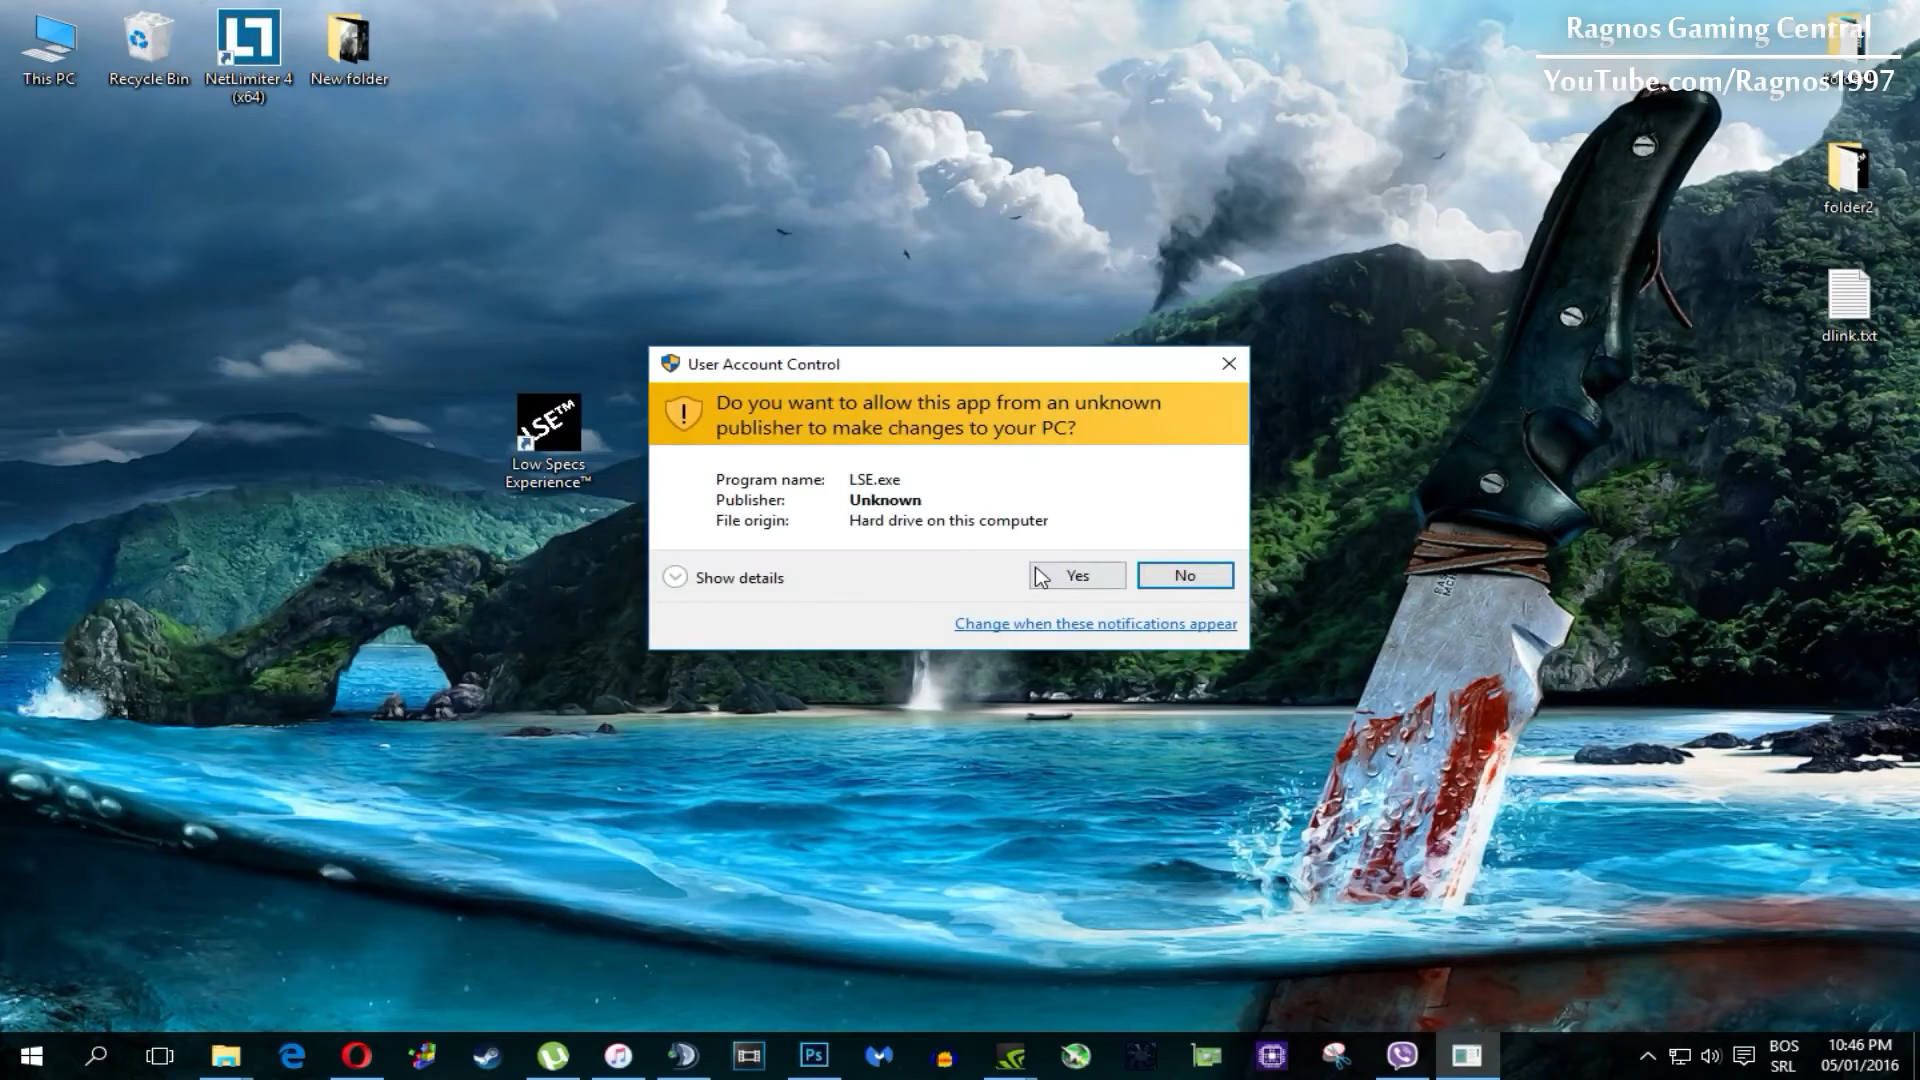 This PC
Recycle Bin
NetLimiter 4
(x64)
New folder
Ragnos Gaming Central
YouTube.com/Ragnos1997
folder2
dlink.txt
LSE™
Low Specs
Experience™
User Account Control
Do you want to allow this app from an unknown
publisher to make changes to your PC?
Program name: LSE.exe
Publisher: Unknown
File origin: Hard drive on this computer
Show details
Yes
No
Change when these notifications appear
Ps
BOS
SRL
10:46 PM
05/01/2016